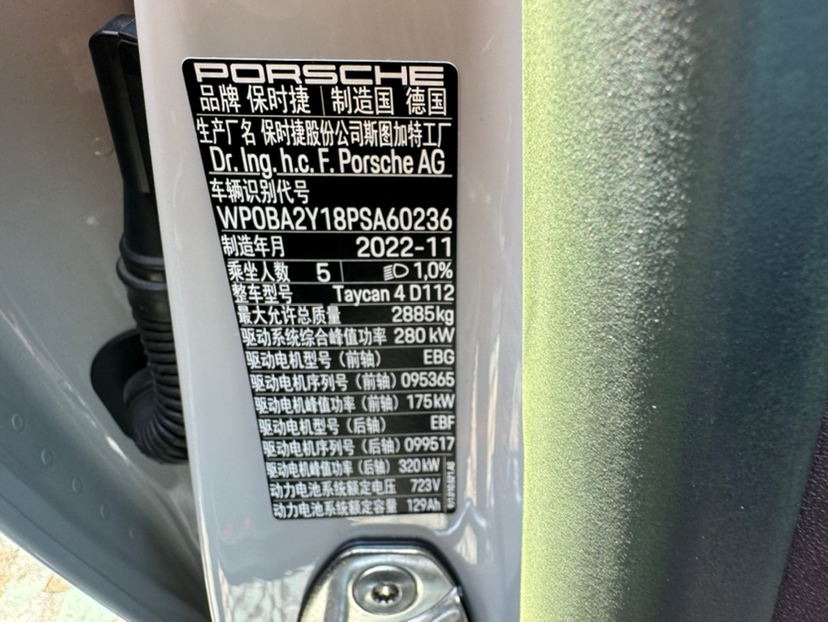 PORSCHE
品牌 保时捷 制造国 德国
生产厂名 保时捷股份公司斯图加特工厂
Dr. Ing. h.c. F. Porsche AG
车辆识别代号
WP0BA2Y18PSA60236
制造年月 2022-11
乘坐人数 5 1,0%
整车型号 Taycan 4 D112
最大允许总质量 2885kg
驱动系统综合峰值功率 280 kW
驱动电机型号（前轴） EBG
驱动电机序列号（前轴） 095365
驱动电机峰值功率（前轴） 175 kW
驱动电机型号（后轴） EBF
驱动电机序列号（后轴） 099517
驱动电机峰值功率（后轴） 320 kW
动力电池系统额定电压 723V
动力电池系统额定容量 129Ah